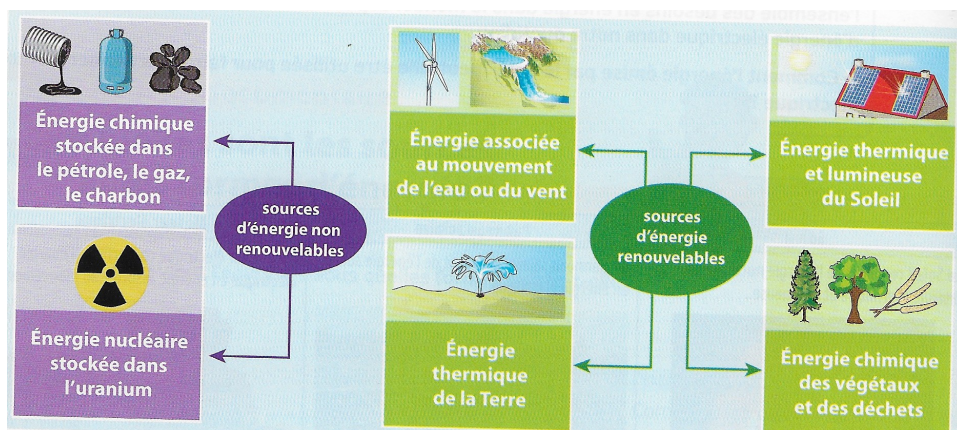 Énergie chimique
stockée dans
le pétrole, le gaz,
le charbon
sources
d'énergie non
renouvelables
Énergie nucléaire
stockée dans
l'uranium
Énergie associée
au mouvement
de l'eau ou du vent
sources
d'énergie
renouvelables
Énergie thermique
et lumineuse
du Soleil
Énergie
thermique
de la Terre
Énergie chimique
des végétaux
et des déchets